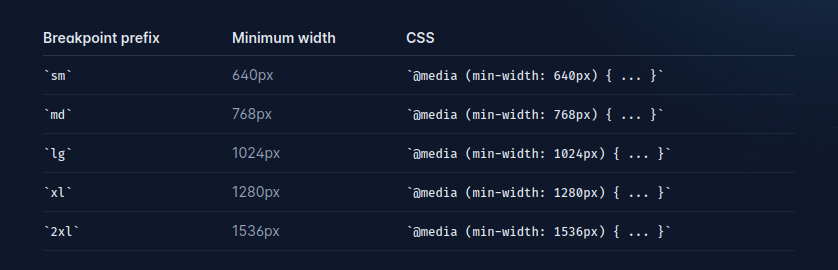 Breakpoint prefix Minimum width CSS
`sm` 640px `@media (min-width: 640px) { ... }`
`md` 768px `@media (min-width: 768px) { ... }`
`lg` 1024px `@media (min-width: 1024px) { ... }`
`xl` 1280px `@media (min-width: 1280px) { ... }`
`2xl` 1536px `@media (min-width: 1536px) { ... }`